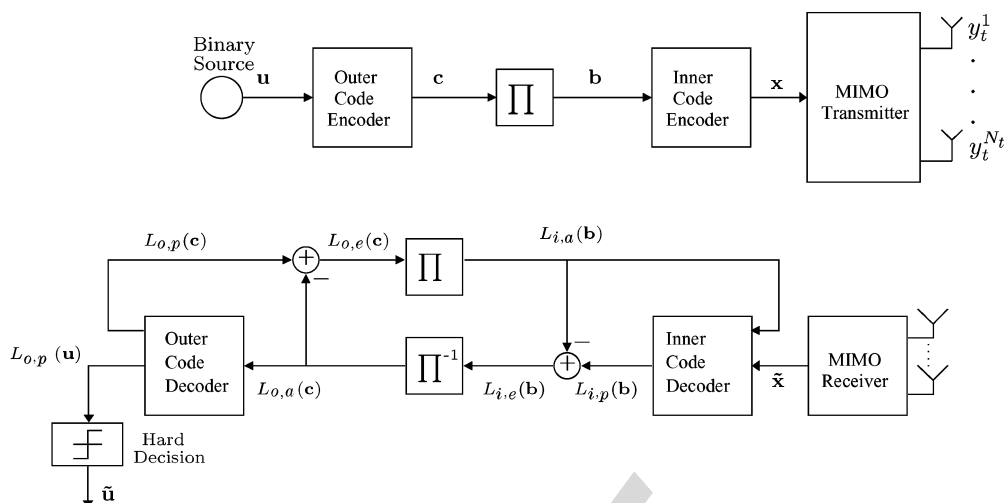 Binary
Source
u
Outer
Code
Encoder
c
∏
b
Inner
Code
Encoder
x
MIMO
Transmitter
y_t^1
.
.
.
y_t^{N_t}
L_{o,p}(c)
+
−
L_{o,e}(c)
∏
L_{i,a}(b)
L_{o,p} (u)
Outer
Code
Decoder
L_{o,a}(c)
∏^{-1}
L_{i,e}(b)
+
−
L_{i,p}(b)
Inner
Code
Decoder
x̃
MIMO
Receiver
.....
Hard
Decision
ũ